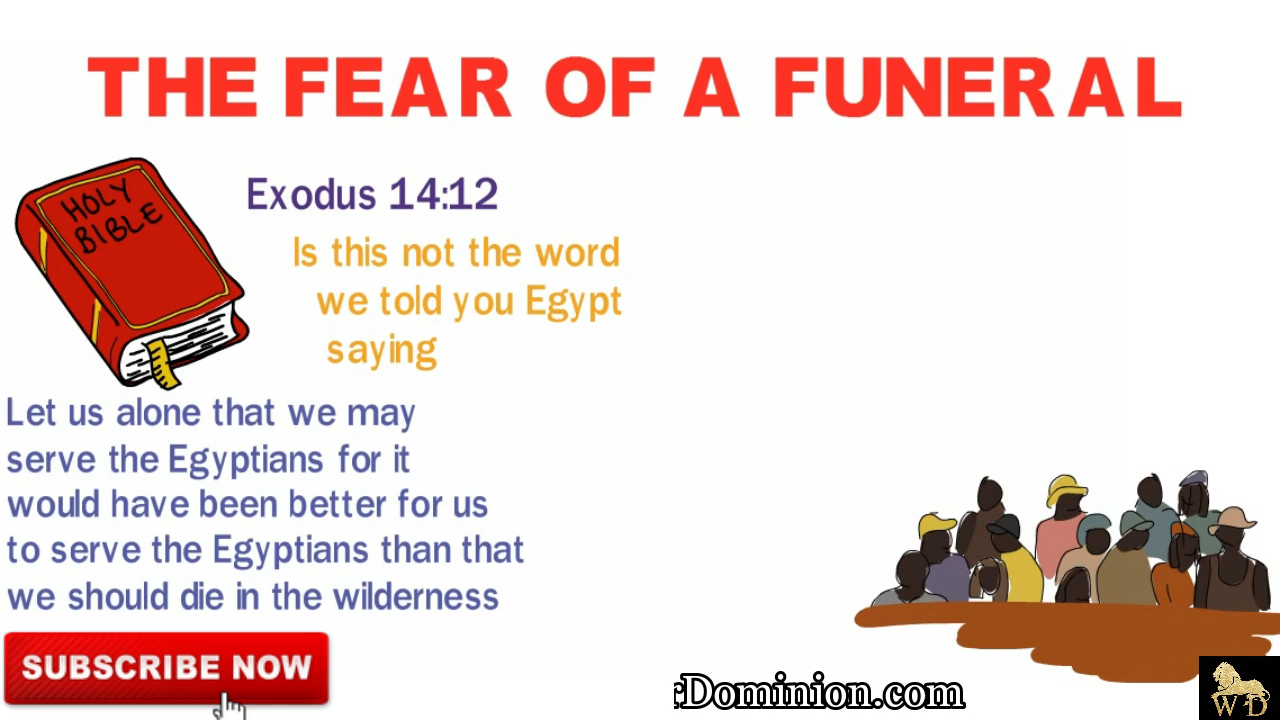 THE FEAR OF A FUNERAL
HOLY
BIBLE
Exodus 14:12
Is this not the word
we told you Egypt
saying
Let us alone that we may
serve the Egyptians for it
would have been better for us
to serve the Egyptians than that
we should die in the wilderness
SUBSCRIBE NOW
Dominion.com
W D